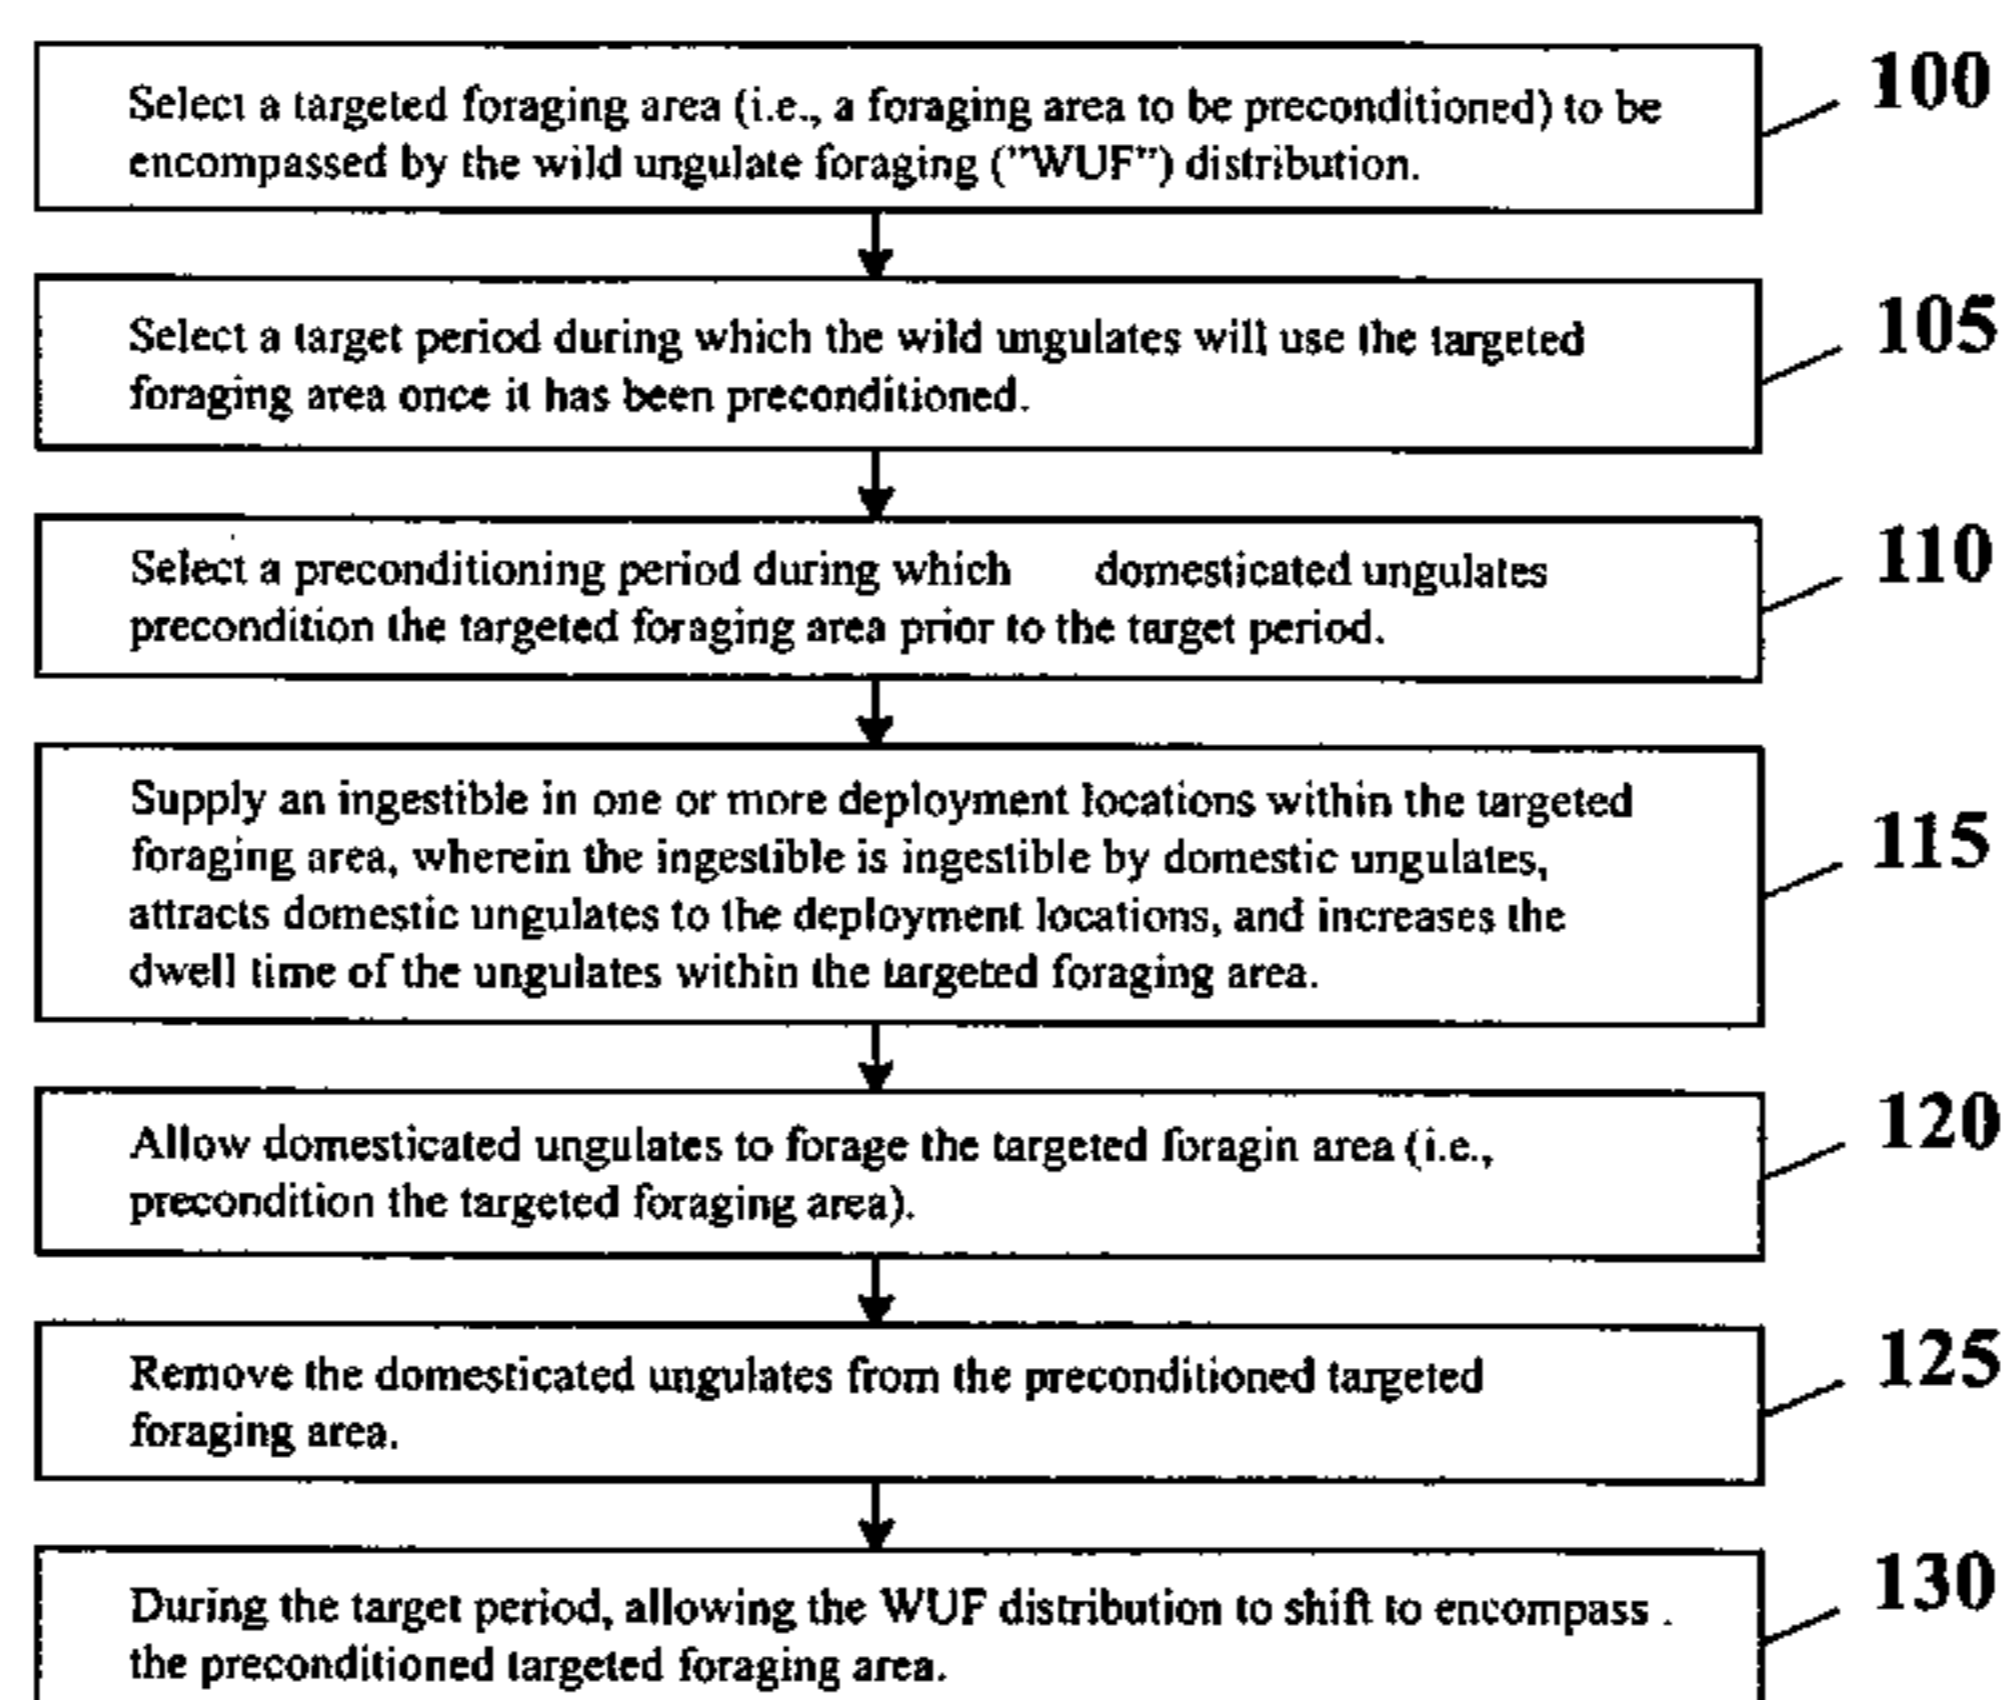 Select a targeted foraging area (i.e., a foraging area to be preconditioned) to be
encompassed by the wild ungulate foraging ("WUF") distribution.
100
Select a target period during which the wild ungulates will use the targeted
foraging area once it has been preconditioned.
105
Select a preconditioning period during which domesticated ungulates
precondition the targeted foraging area prior to the target period.
110
Supply an ingestible in one or more deployment locations within the targeted
foraging area, wherein the ingestible is ingestible by domestic ungulates,
attracts domestic ungulates to the deployment locations, and increases the
dwell time of the ungulates within the targeted foraging area.
115
Allow domesticated ungulates to forage the targeted foragin area (i.e.,
precondition the targeted foraging area).
120
Remove the domesticated ungulates from the preconditioned targeted
foraging area.
125
During the target period, allowing the WUF distribution to shift to encompass .
the preconditioned targeted foraging area.
130